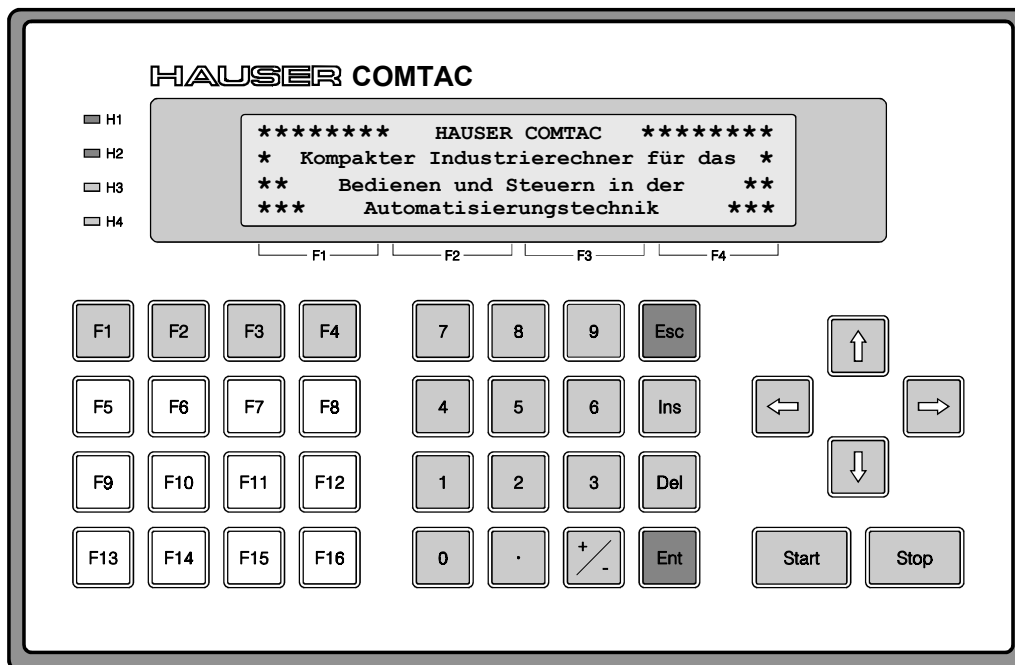 HAUSER COMTAC
H1
H2
H3
H4
******** HAUSER COMTAC ********
* Kompakter Industrierechner für das *
** Bedienen und Steuern in der **
*** Automatisierungstechnik ***
F1 F2 F3 F4
F1 F2 F3 F4 7 8 9 Esc
F5 F6 F7 F8 4 5 6 Ins
F9 F10 F11 F12 1 2 3 Del
F13 F14 F15 F16 0 . +/- Ent Start Stop